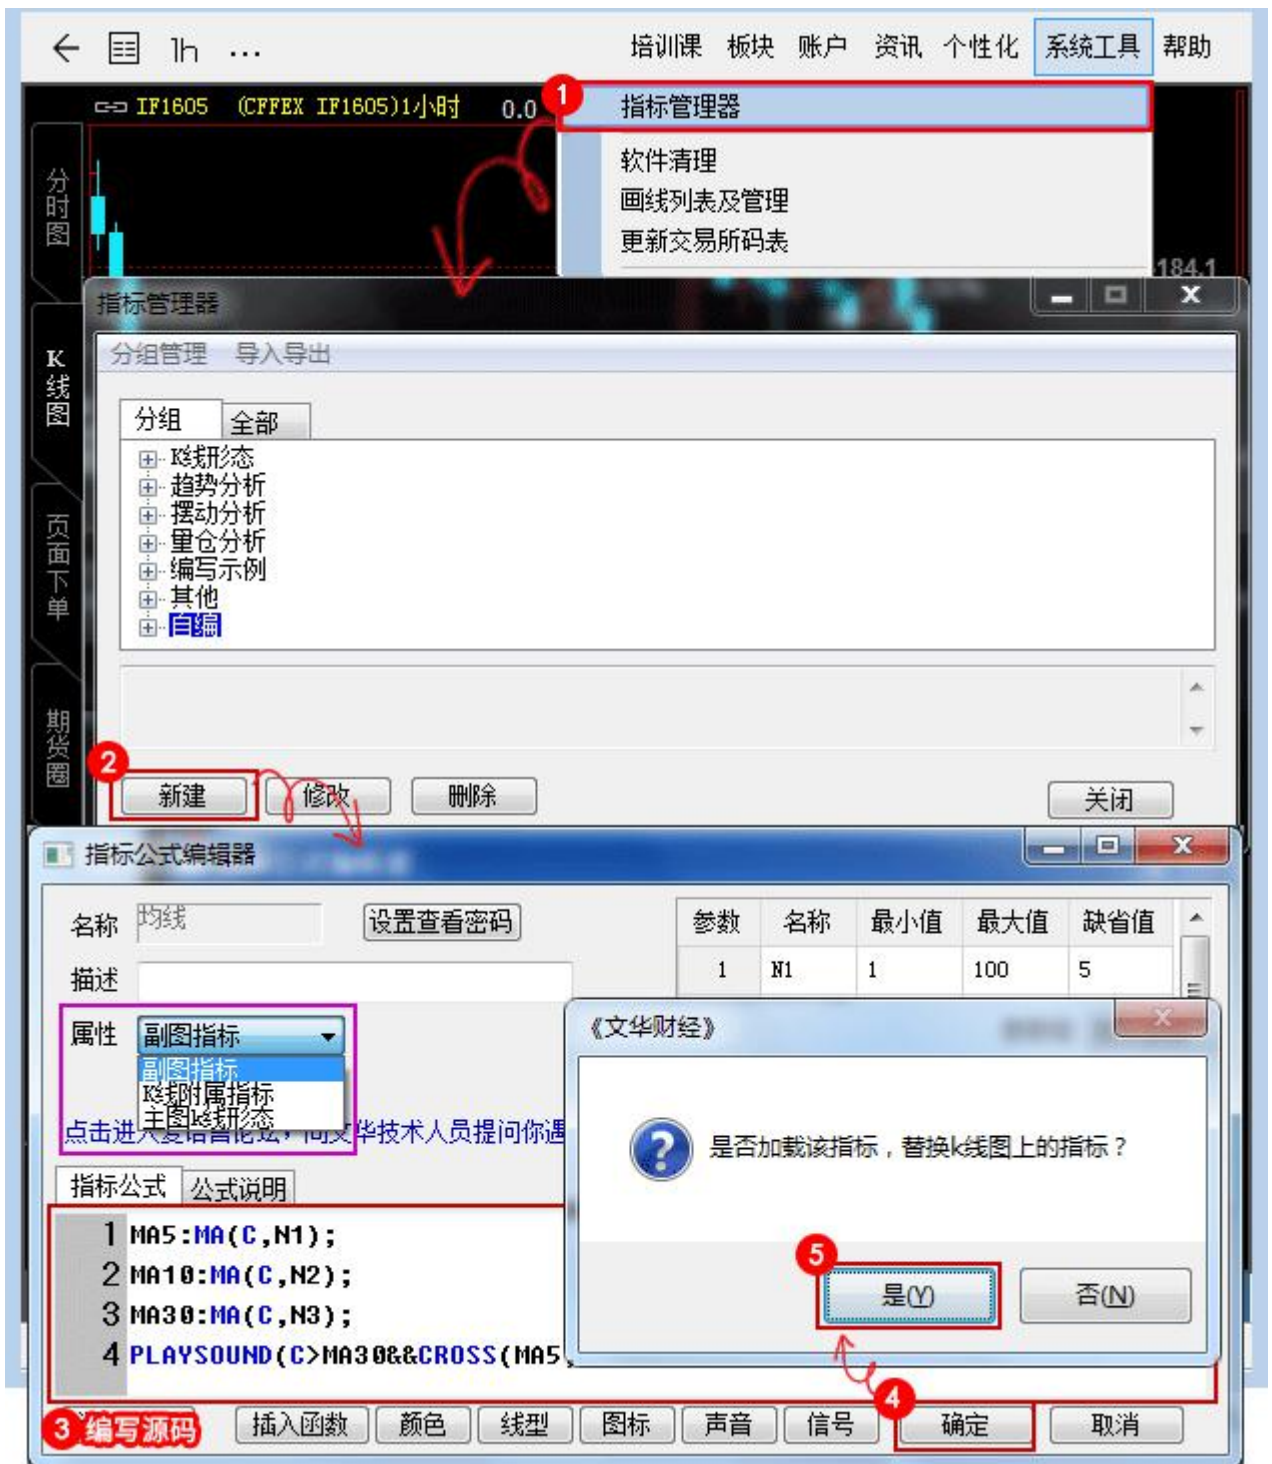 1h ...
培训课 板块 账户 资讯 个性化 系统工具 帮助
IF1605 (CFFEX IF1605)1小时 0.0
1
指标管理器
软件清理
画线列表及管理
更新交易所码表
184.1
分时图
K线图
页面下单
期货圈
指标管理器
分组管理 导入导出
分组 全部
K线形态
趋势分析
摆动分析
量仓分析
编写示例
其他
自编
2
新建 修改 删除 关闭
指标公式编辑器
名称 均线 设置查看密码
参数 名称 最小值 最大值 缺省值
1 N1 1 100 5
描述
属性 副图指标
副图指标
K线附属指标
主图k线形态
点击进
华技术人员提问你遇
《文华财经》
是否加载该指标，替换k线图上的指标？
5
是(Y) 否(N)
指标公式 公式说明
1 MA5:MA(C,N1);
2 MA10:MA(C,N2);
3 MA30:MA(C,N3);
4 PLAYSOUND(C>MA30&&CROSS(MA5,
3 编写源码
插入函数 颜色 线型 图标 声音 信号
4
确定 取消